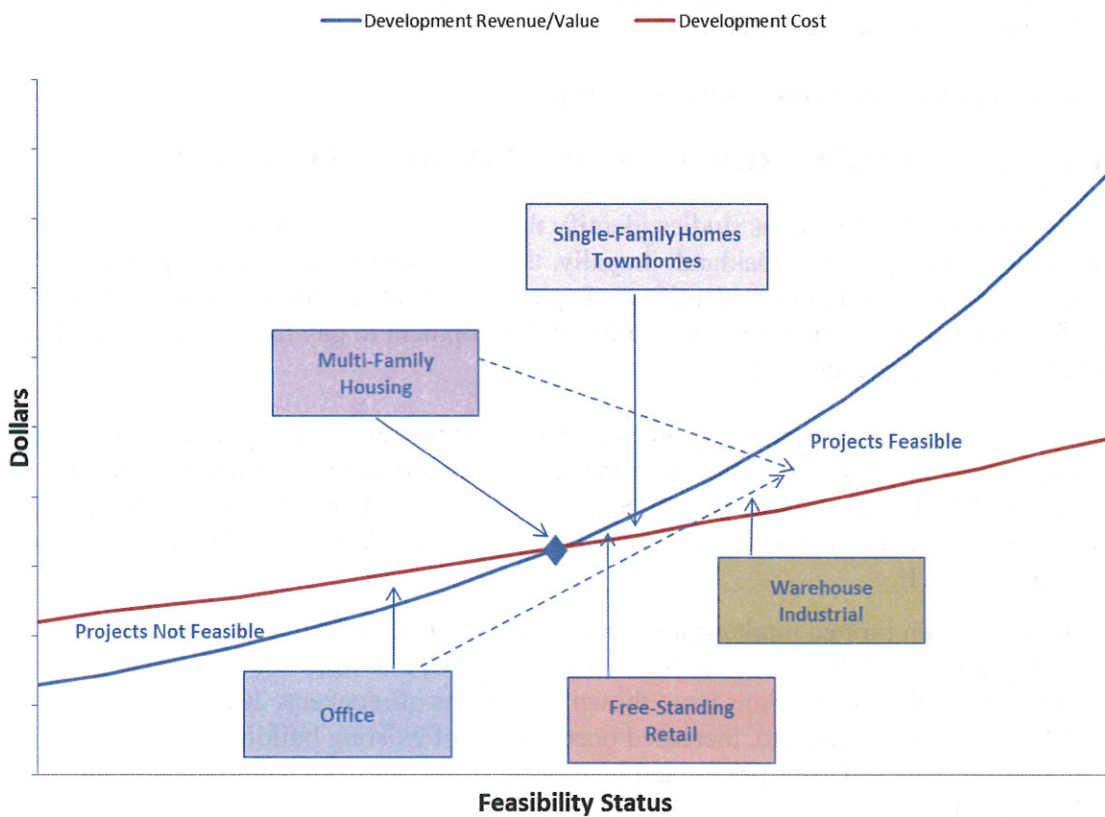 Development Revenue/Value
Development Cost
Single-Family Homes
Townhomes
Multi-Family
Housing
Projects Feasible
Dollars
Warehouse
Industrial
Projects Not Feasible
Office
Free-Standing
Retail
Feasibility Status